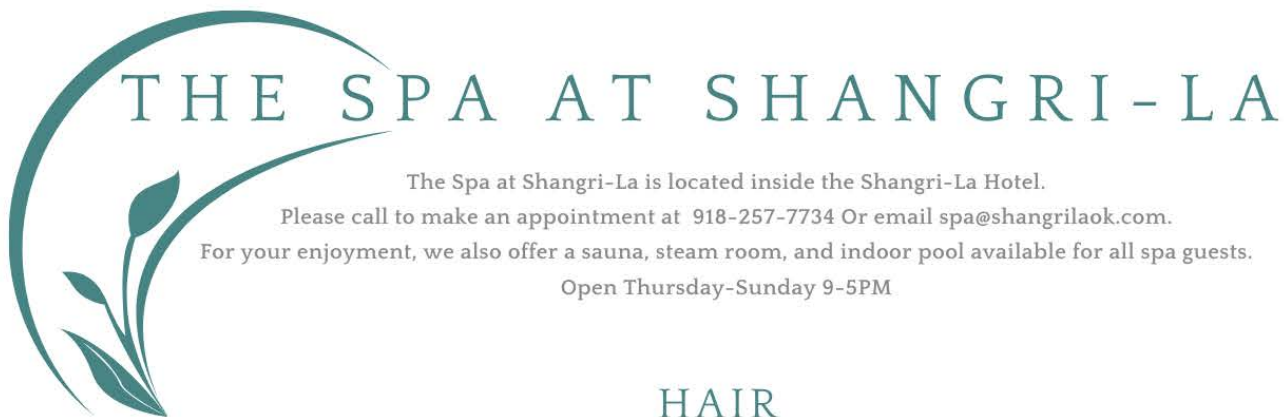 THE SPA AT SHANGRI-LA
The Spa at Shangri-La is located inside the Shangri-La Hotel.
Please call to make an appointment at 918-257-7734 Or email spa@shangrilaok.com.
For your enjoyment, we also offer a sauna, steam room, and indoor pool available for all spa guests.
Open Thursday-Sunday 9-5PM
HAIR